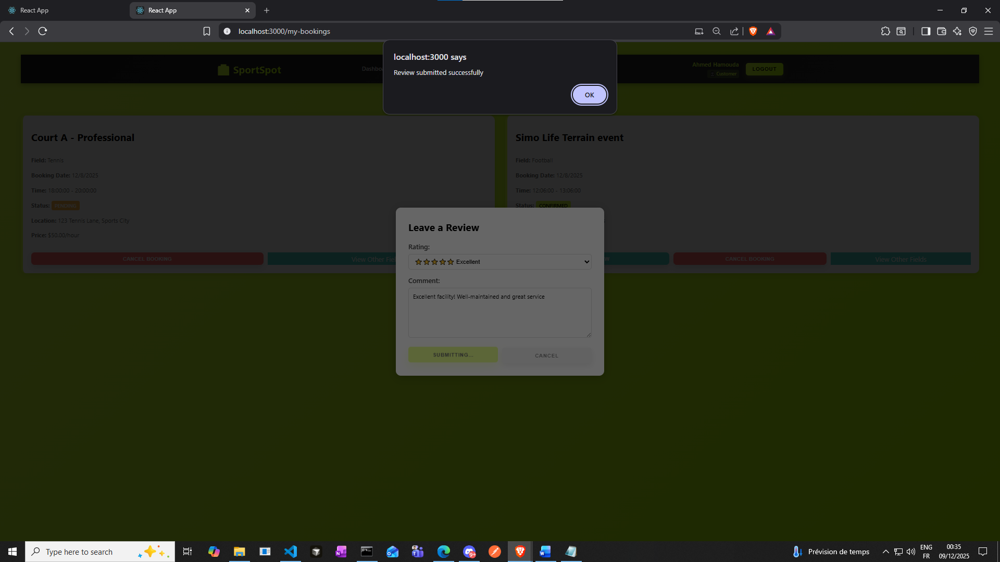 React App
React App
localhost:3000/my-bookings
localhost:3000 says
Review submitted successfully
OK
SportSpot
Dashbo
Ahmed Hamouda
Customer
LOGOUT
Court A - Professional
Field: Tennis
Booking Date: 12/8/2025
Time: 18:00:00 - 20:00:00
Status: PENDING
Location: 123 Tennis Lane, Sports City
Price: $50.00/hour
CANCEL BOOKING
View Other Fiel
Simo Life Terrain event
Field: Football
Booking Date: 12/8/2025
Time: 12:06:00 - 13:06:00
Status: CONFIRMED
W
CANCEL BOOKING
View Other Fields
Leave a Review
Rating:
Excellent
Comment:
Excellent facility! Well-maintained and great service
SUBMITTING...
CANCEL
Type here to search
9+
Prévision de temps
ENG
FR
00:35
09/12/2025